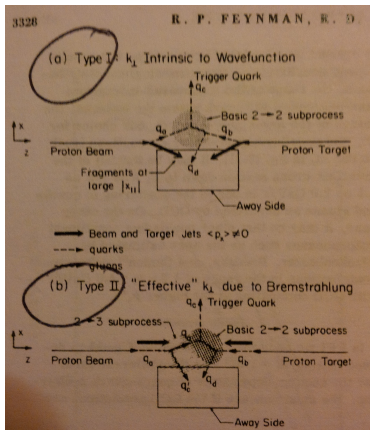 3328
R. P. FEYNMAN, R. D.
(a) Type I: k⊥ Intrinsic to Wavefunction
Trigger Quark
qc
Basic 2→2 subprocess
qa
qb
x
z
Proton Beam
Proton Target
qd
Fragments at
large |x||
Away Side
Beam and Target Jets <px>≠0
quarks
gluons
(b) Type II: "Effective" k⊥ due to Bremstrahlung
qc
Trigger Quark
2→3 subprocess
Basic 2→2 subprocess
x
z
Proton Beam
Proton Target
qa
qb
qc
qd
Away Side